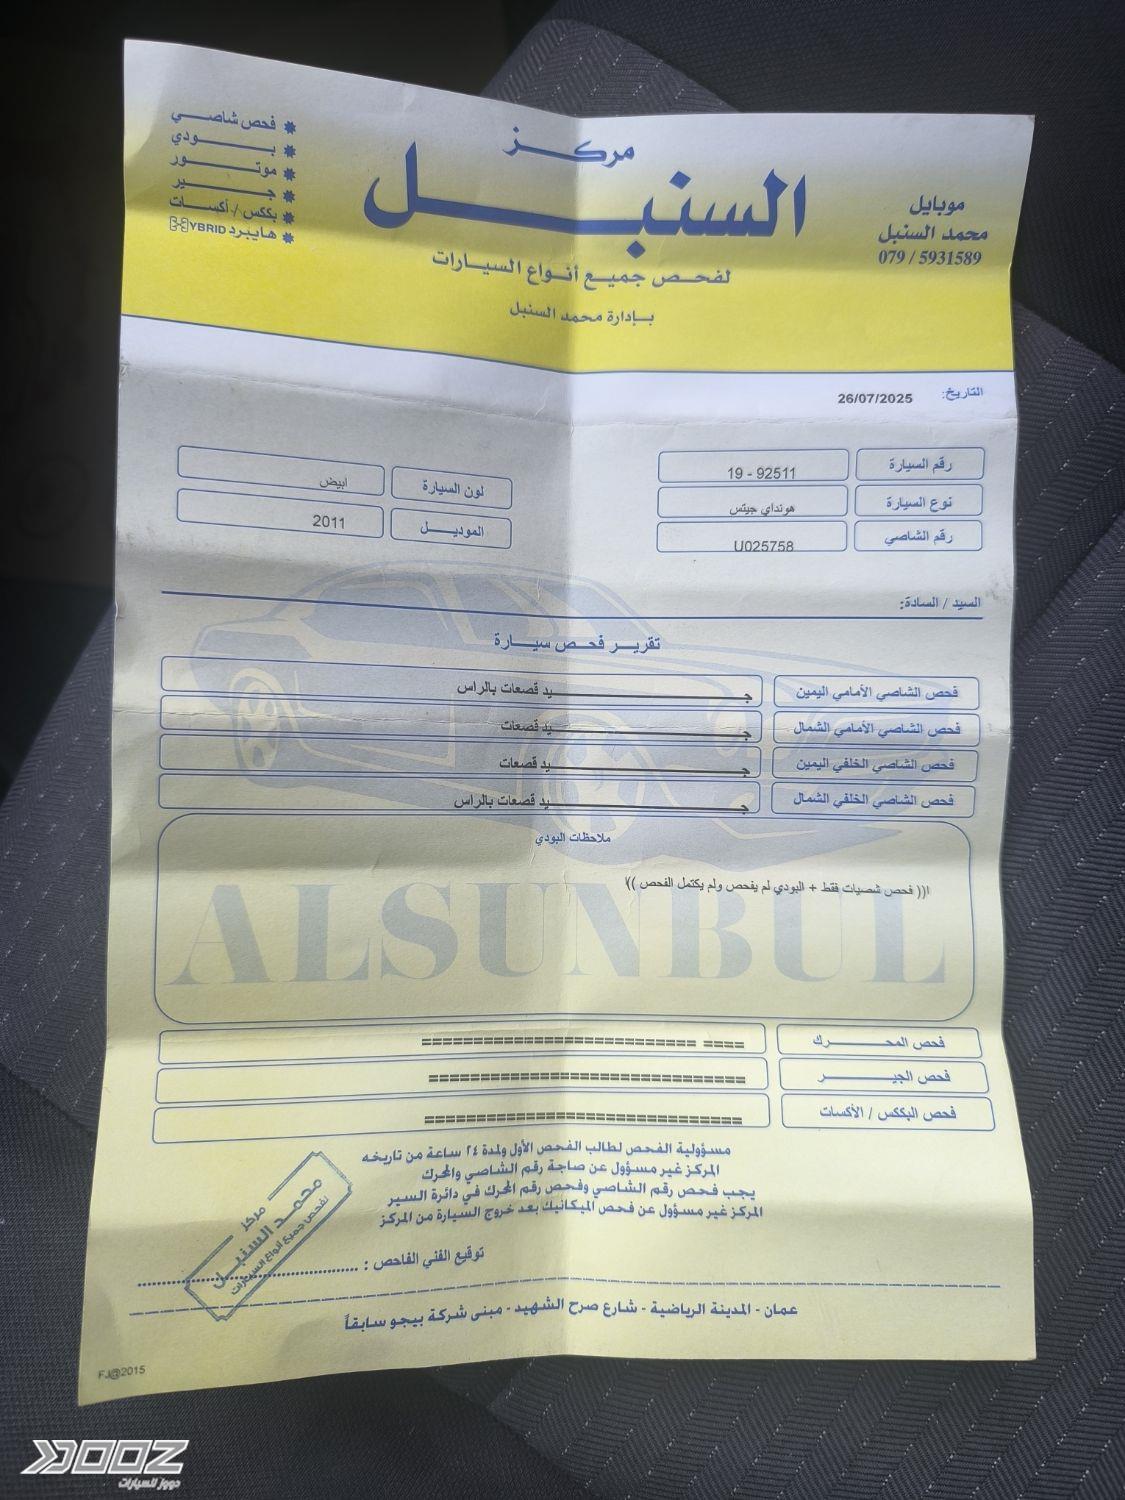 مركز
السنبل
لفحص جميع أنواع السيارات
بإدارة محمد السنبل
موبايل
محمد السنبل
079 / 5931589
✸ فحص شاصي
✸ بودي
✸ موتور
✸ جير
✸ بككس / أكسات
✸ هايبرد HYBRID
التاريخ: 26/07/2025
رقم السيارة 19 - 92511
نوع السيارة هونداي جيتس
رقم الشاصي U025758
لون السيارة ابيض
الموديل 2011
السيد / السادة:
تقرير فحص سيارة
فحص الشاصي الأمامي اليمين جيد قصعات بالراس
فحص الشاصي الأمامي الشمال جيد قصعات
فحص الشاصي الخلفي اليمين جيد قصعات
فحص الشاصي الخلفي الشمال جيد قصعات بالراس
ملاحظات البودي
(( فحص شصيات فقط + البودي لم يفحص ولم يكتمل الفحص ))
ALSUNBUL
فحص المحرك ==== ==========================
فحص الجير ===============================
فحص البككس / الأكسات ===============================
مسؤولية الفحص لطالب الفحص الأول ولمدة ٢٤ ساعة من تاريخه
المركز غير مسؤول عن صاجة رقم الشاصي والمحرك
يجب فحص رقم الشاصي وفحص رقم المحرك في دائرة السير
المركز غير مسؤول عن فحص الميكانيك بعد خروج السيارة من المركز
توقيع الفني الفاحص :
مركز
محمد السنبل
لفحص جميع أنواع السيارات
عمان - المدينة الرياضية - شارع صرح الشهيد - مبنى شركة بيجو سابقاً
FJ@2015
DOOZ
دووز للسيارات